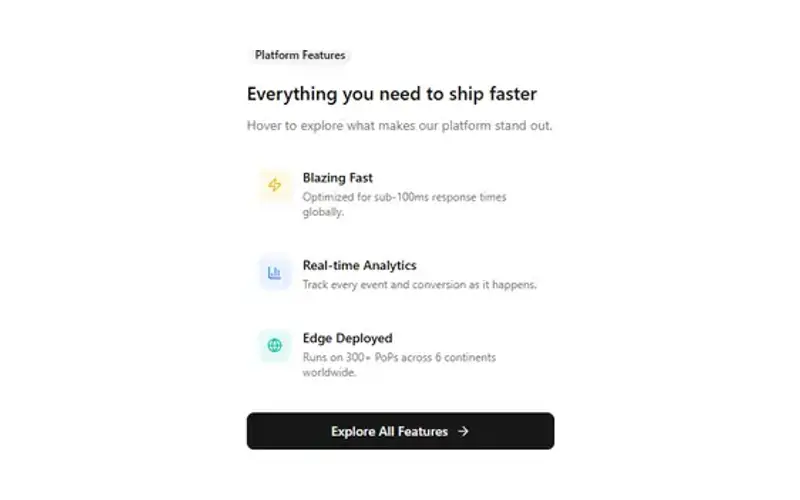 Platform Features
Everything you need to ship faster
Hover to explore what makes our platform stand out.
Blazing Fast
Optimized for sub-100ms response times
globally.
Real-time Analytics
Track every event and conversion as it happens.
Edge Deployed
Runs on 300+ PoPs across 6 continents
worldwide.
Explore All Features →